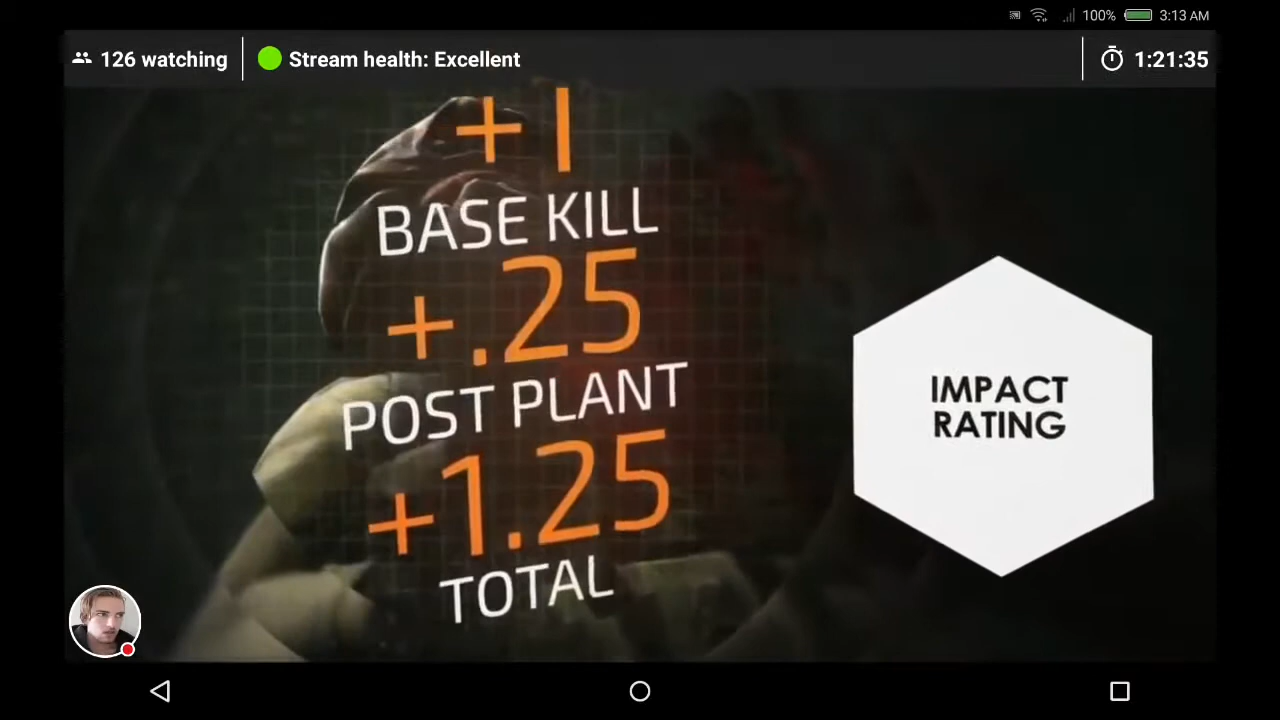 100% 3:13 AM
126 watching Stream health: Excellent 1:21:35
+1
BASE KILL
+.25
POST PLANT
+1.25
TOTAL
IMPACT
RATING